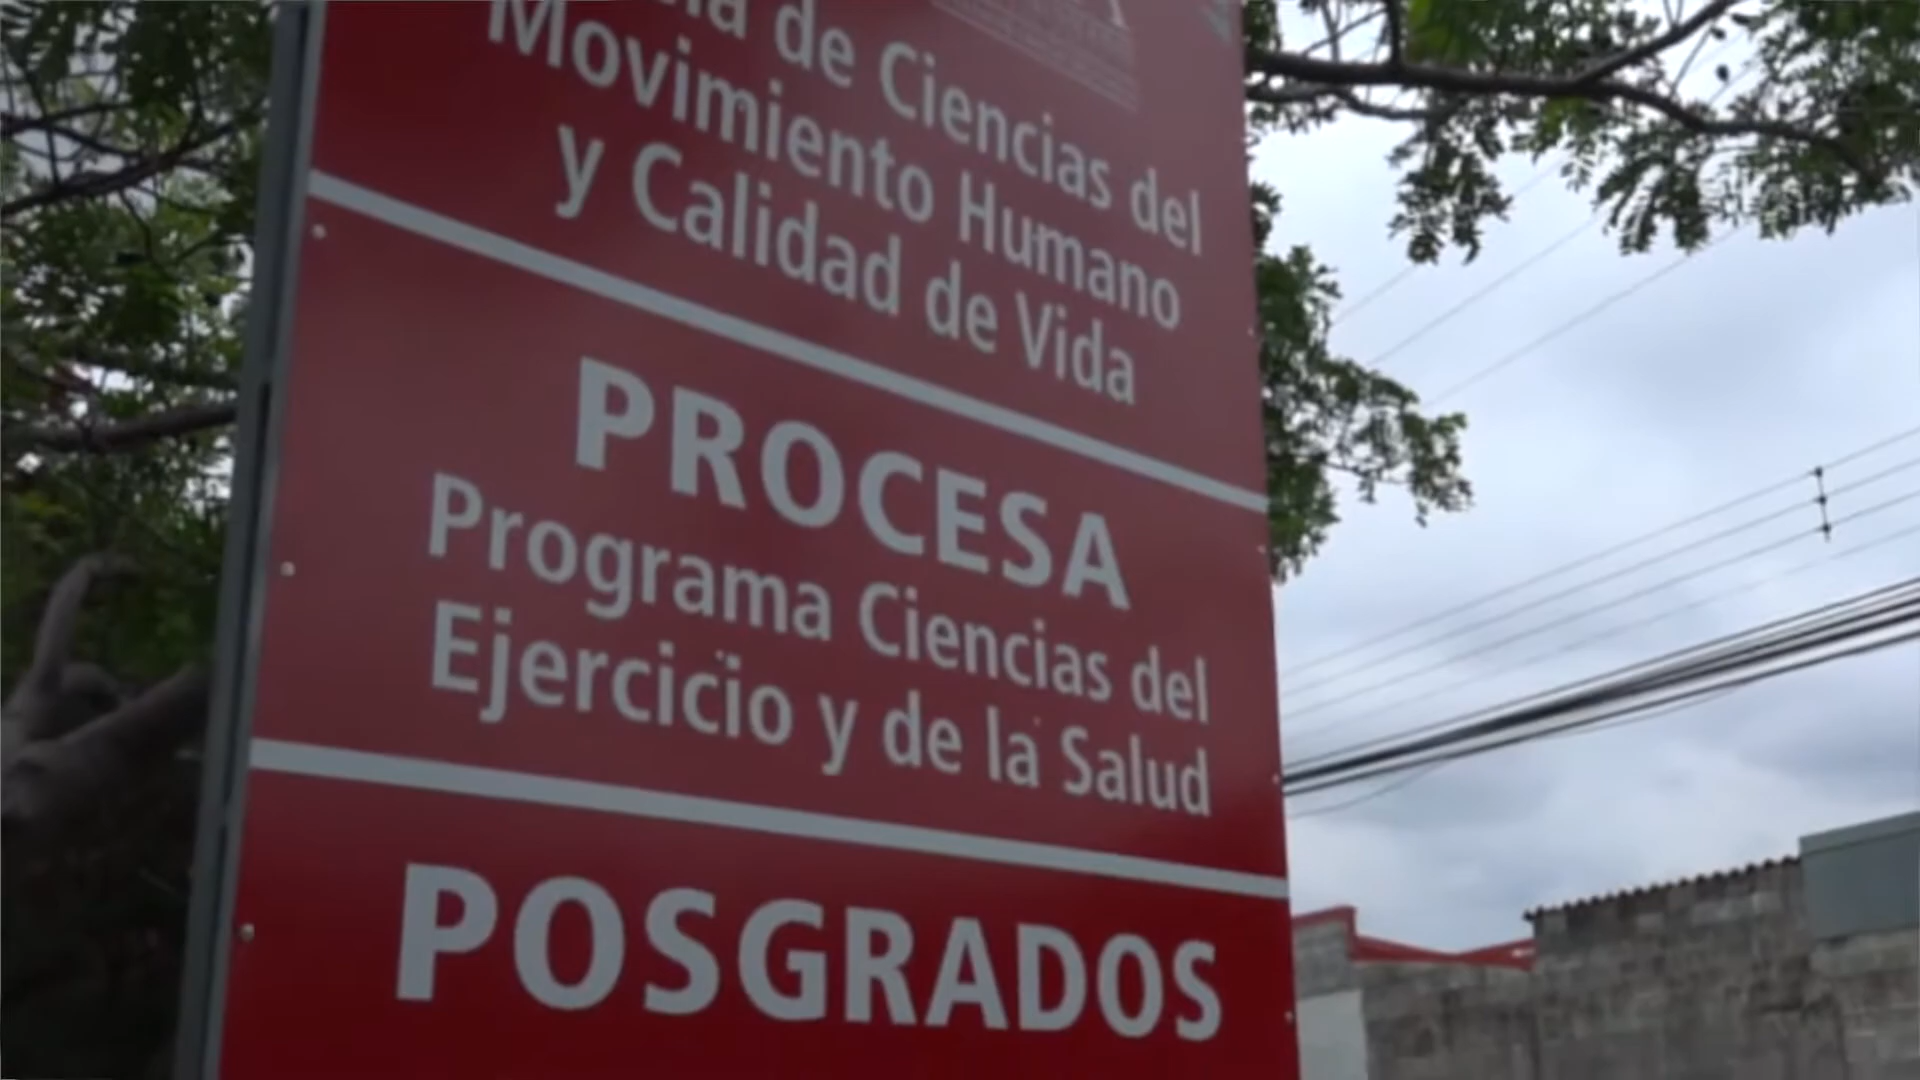 de Ciencias del
Movimiento Humano
y Calidad de Vida
PROCESA
Programa Ciencias del
Ejercicio y de la Salud
POSGRADOS